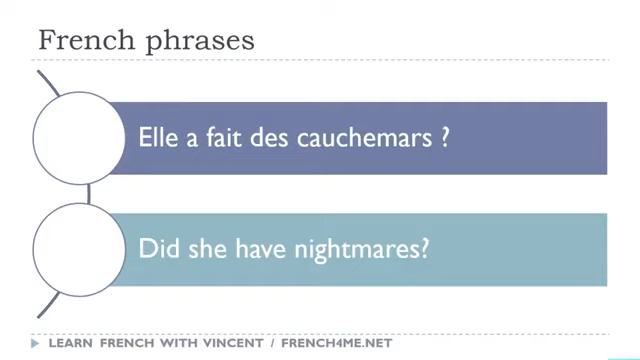 French phrases
Elle a fait des cauchemars ?
Did she have nightmares?
LEARN FRENCH WITH VINCENT / FRENCH4ME.NET